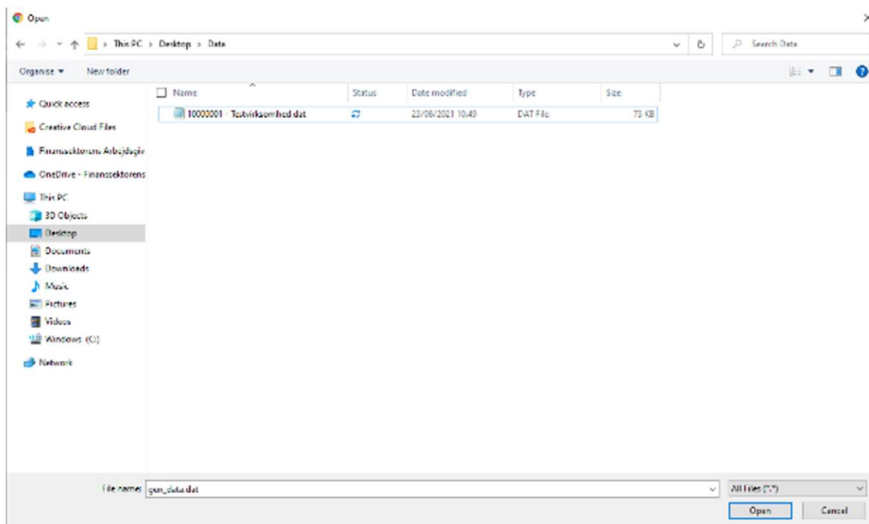 Open
This PC > Desktop > Data
Search Data
Organise
New folder
Name
Status
Date modified
Type
Size
10000001 - Testvirksomhed.dat
23/08/2021 10.49
DAT File
73 KB
Quick access
Creative Cloud Files
Finanssektorens Arbejdsgiv
OneDrive - Finanssektorens
This PC
3D Objects
Desktop
Documents
Downloads
Music
Pictures
Videos
Windows (C:)
Network
File name: gen_data.dat
All Files (*.*)
Open
Cancel